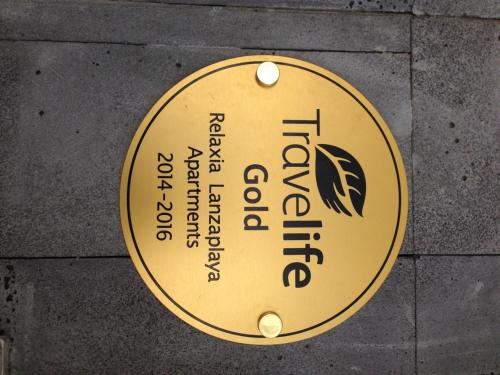 Travelife
Gold
Relaxia Lanzaplaya
Apartments
2014-2016